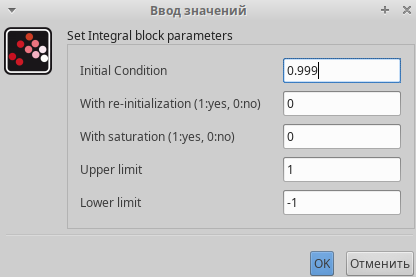 Ввод значений
Set Integral block parameters
Initial Condition 0.999
With re-initialization (1:yes, 0:no) 0
With saturation (1:yes, 0:no) 0
Upper limit 1
Lower limit -1
OK Отменить